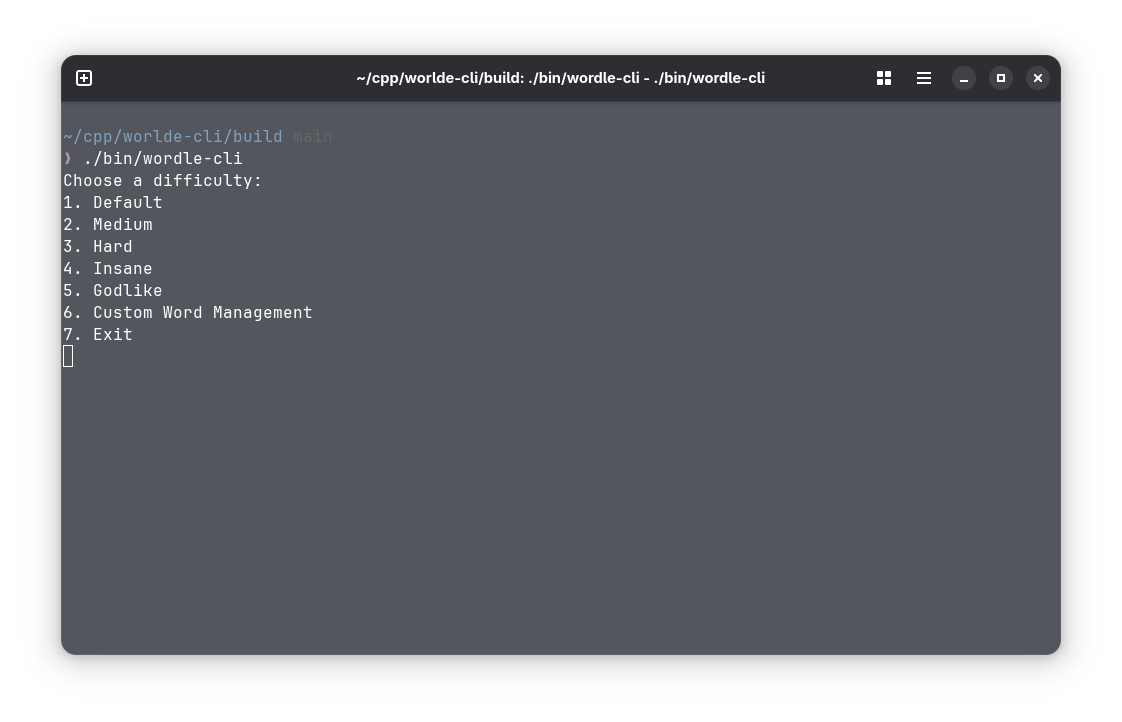 ~/cpp/worlde-cli/build: ./bin/wordle-cli - ./bin/wordle-cli
~/cpp/worlde-cli/build main
❯ ./bin/wordle-cli
Choose a difficulty:
1. Default
2. Medium
3. Hard
4. Insane
5. Godlike
6. Custom Word Management
7. Exit